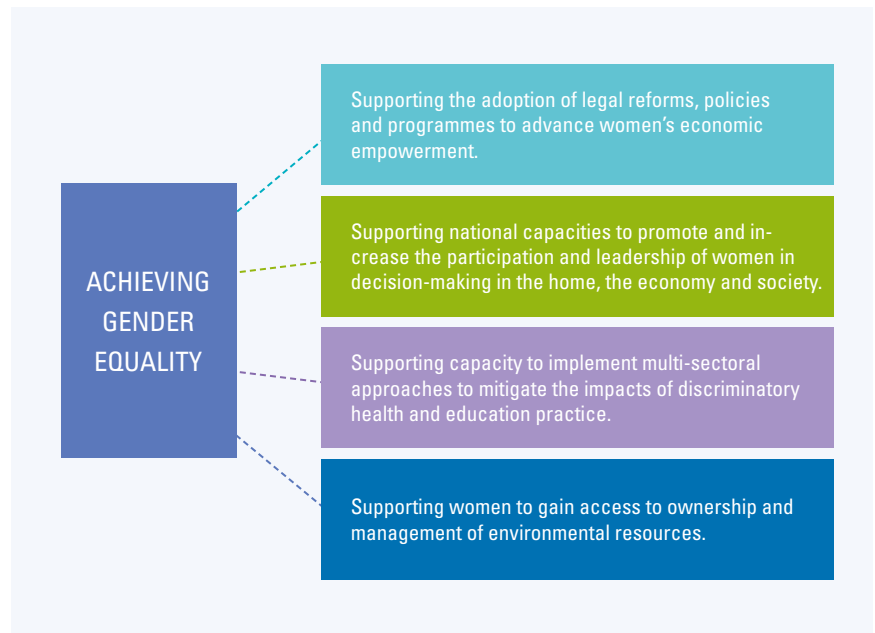 ACHIEVING
GENDER
EQUALITY
Supporting the adoption of legal reforms, policies
and programmes to advance women’s economic
empowerment.
Supporting national capacities to promote and in-
crease the participation and leadership of women in
decision-making in the home, the economy and society.
Supporting capacity to implement multi-sectoral
approaches to mitigate the impacts of discriminatory
health and education practice.
Supporting women to gain access to ownership and
management of environmental resources.